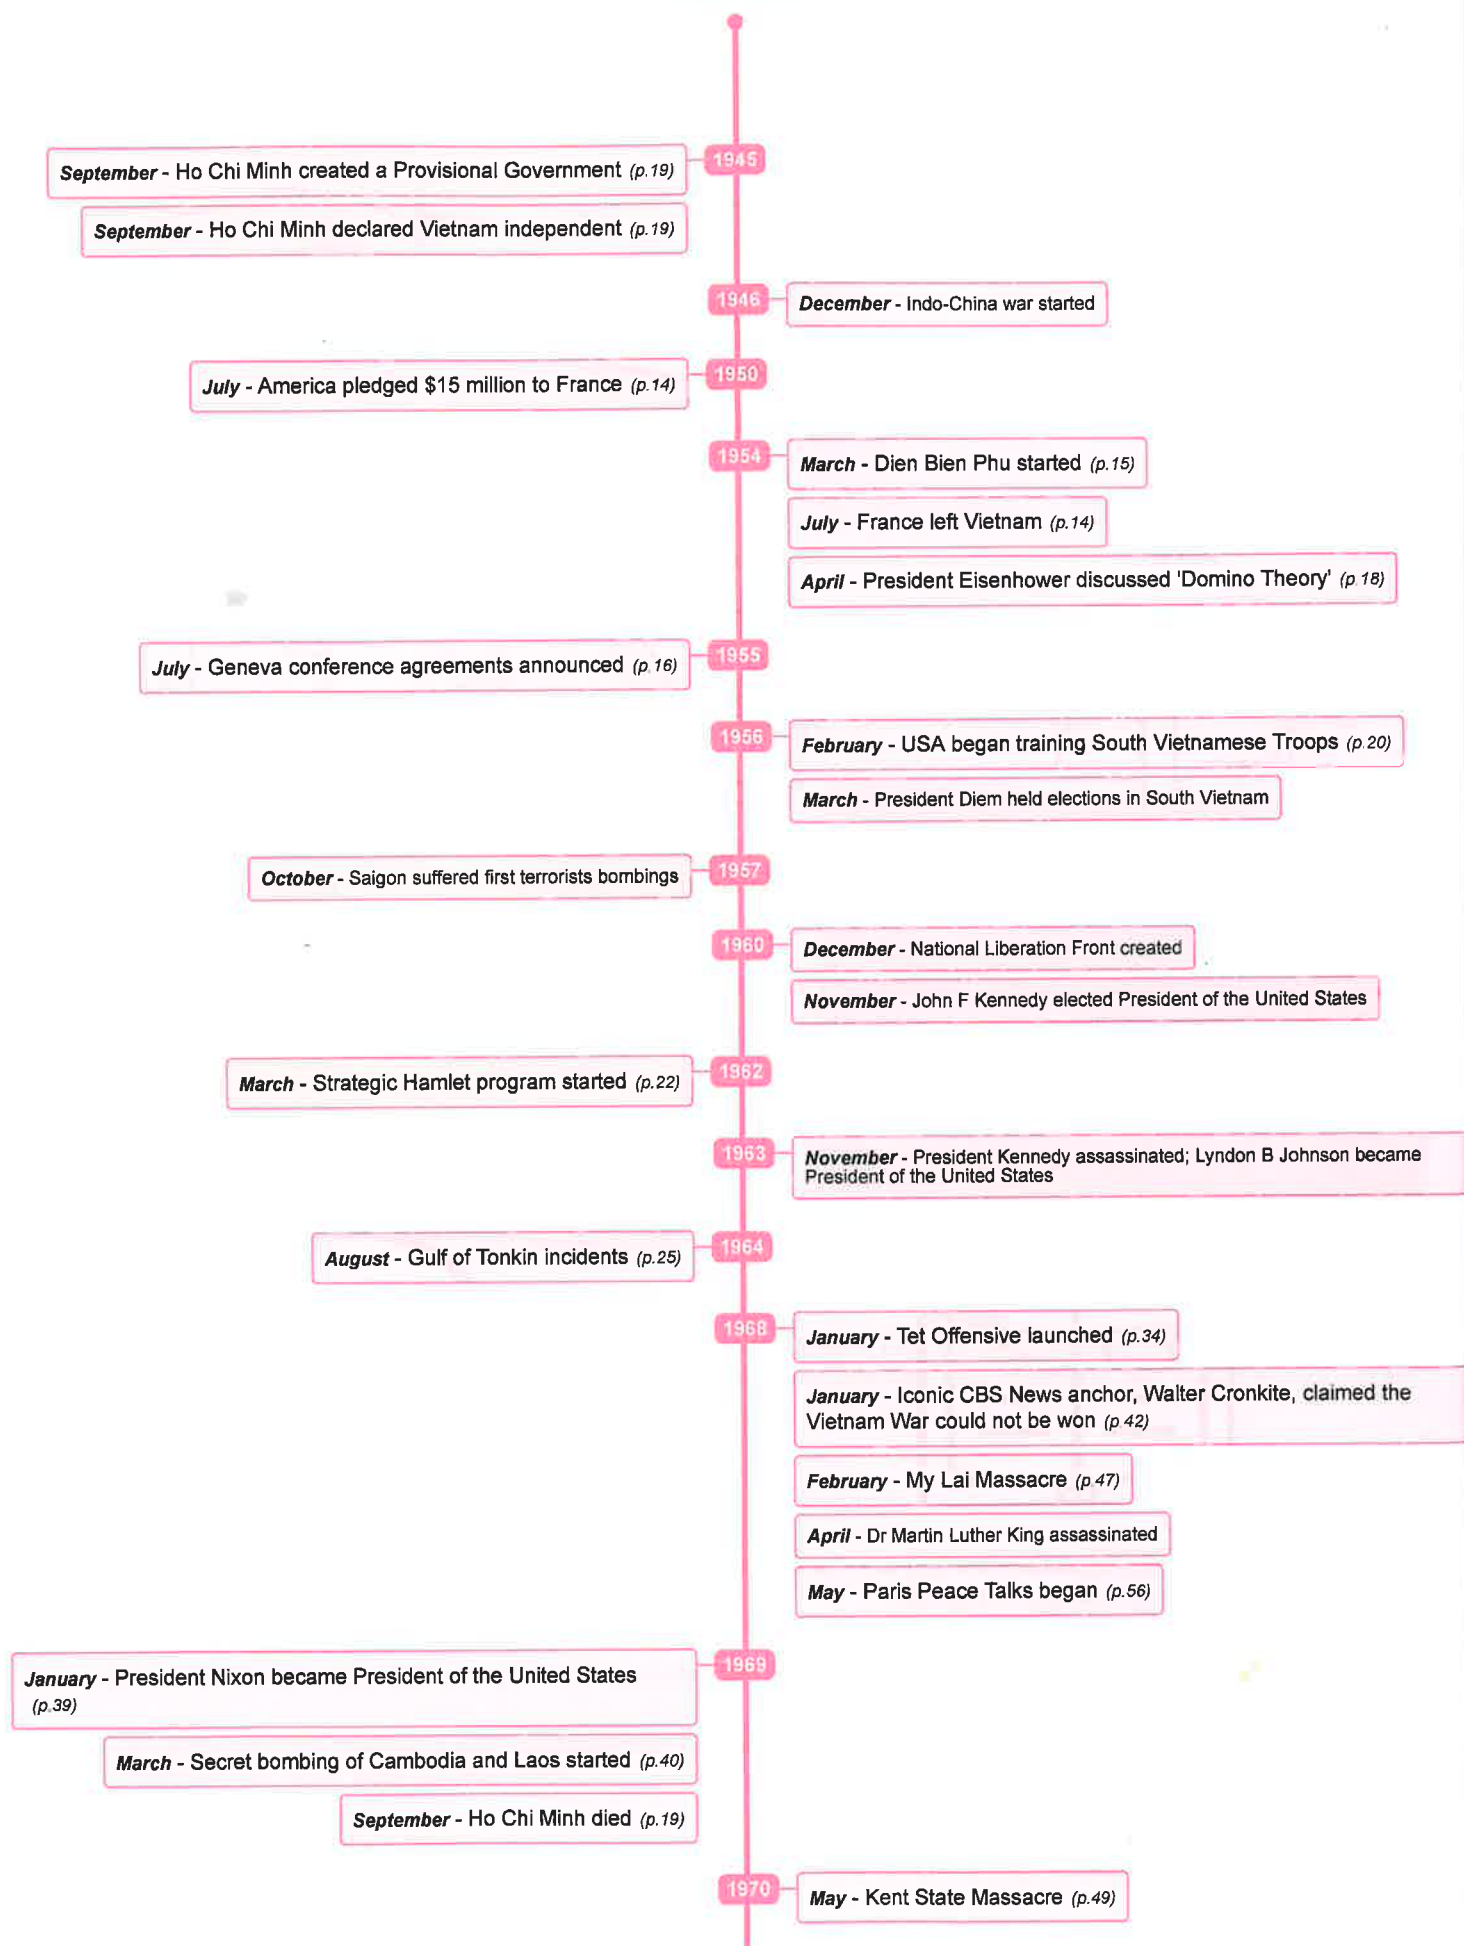 1945
September - Ho Chi Minh created a Provisional Government (p.19)
September - Ho Chi Minh declared Vietnam independent (p.19)
1946
December - Indo-China war started
1950
July - America pledged $15 million to France (p.14)
1954
March - Dien Bien Phu started (p.15)
July - France left Vietnam (p.14)
April - President Eisenhower discussed 'Domino Theory' (p.18)
1955
July - Geneva conference agreements announced (p.16)
1956
February - USA began training South Vietnamese Troops (p.20)
March - President Diem held elections in South Vietnam
1957
October - Saigon suffered first terrorists bombings
1960
December - National Liberation Front created
November - John F Kennedy elected President of the United States
1962
March - Strategic Hamlet program started (p.22)
1963
November - President Kennedy assassinated; Lyndon B Johnson became
President of the United States
1964
August - Gulf of Tonkin incidents (p.25)
1968
January - Tet Offensive launched (p.34)
January - Iconic CBS News anchor, Walter Cronkite, claimed the
Vietnam War could not be won (p.42)
February - My Lai Massacre (p.47)
April - Dr Martin Luther King assassinated
May - Paris Peace Talks began (p.56)
1969
January - President Nixon became President of the United States
(p.39)
March - Secret bombing of Cambodia and Laos started (p.40)
September - Ho Chi Minh died (p.19)
1970
May - Kent State Massacre (p.49)